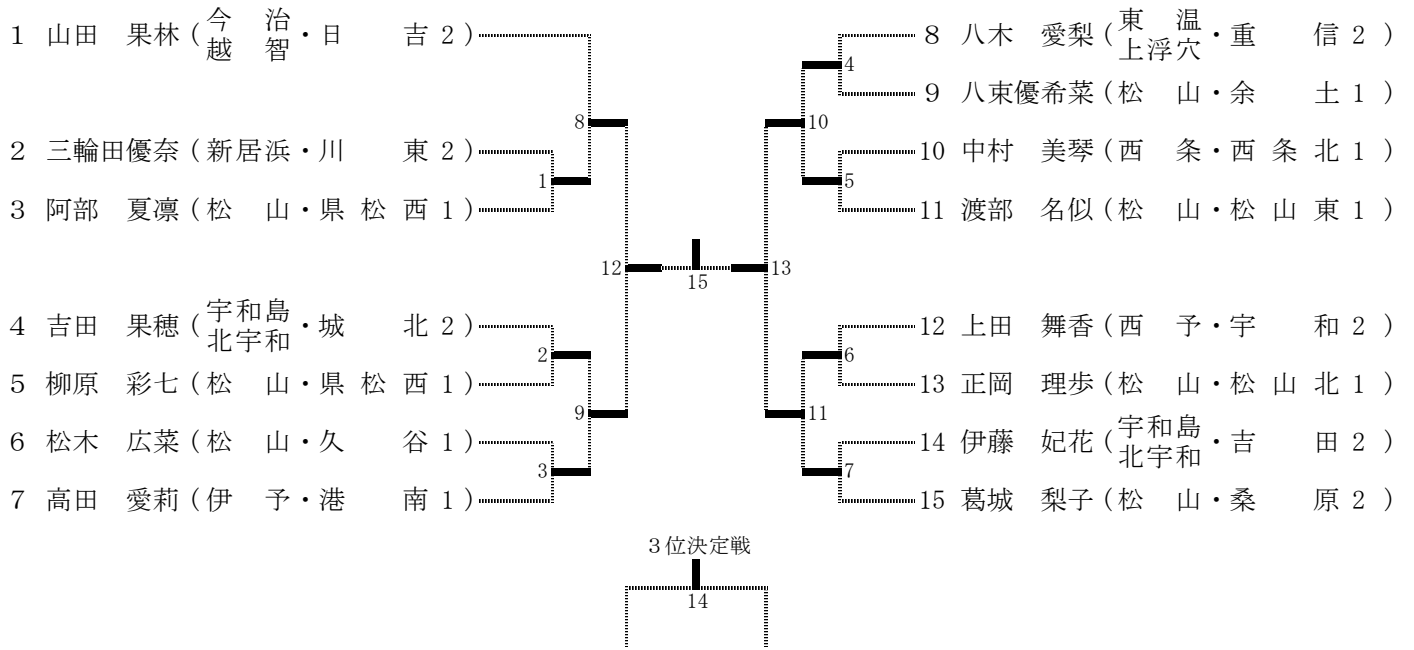 1 山田 果林 (今治越智・日吉 2)
8
2 三輪田優奈 (新居浜・川東 2)
1
3 阿部 夏凛 (松山・県松西 1)
12
4 吉田 果穂 (宇和島北宇和・城北 2)
2
5 柳原 彩七 (松山・県松西 1)
9
6 松木 広菜 (松山・久谷 1)
3
7 高田 愛莉 (伊予・港南 1)
15
8 八木 愛梨 (東温上浮穴・重信 2)
4
9 八束優希菜 (松山・余土 1)
10
10 中村 美琴 (西条・西条北 1)
5
11 渡部 名似 (松山・松山東 1)
13
12 上田 舞香 (西予・宇和 2)
6
13 正岡 理歩 (松山・松山北 1)
11
14 伊藤 妃花 (宇和島北宇和・吉田 2)
7
15 葛城 梨子 (松山・桑原 2)
3位決定戦
14